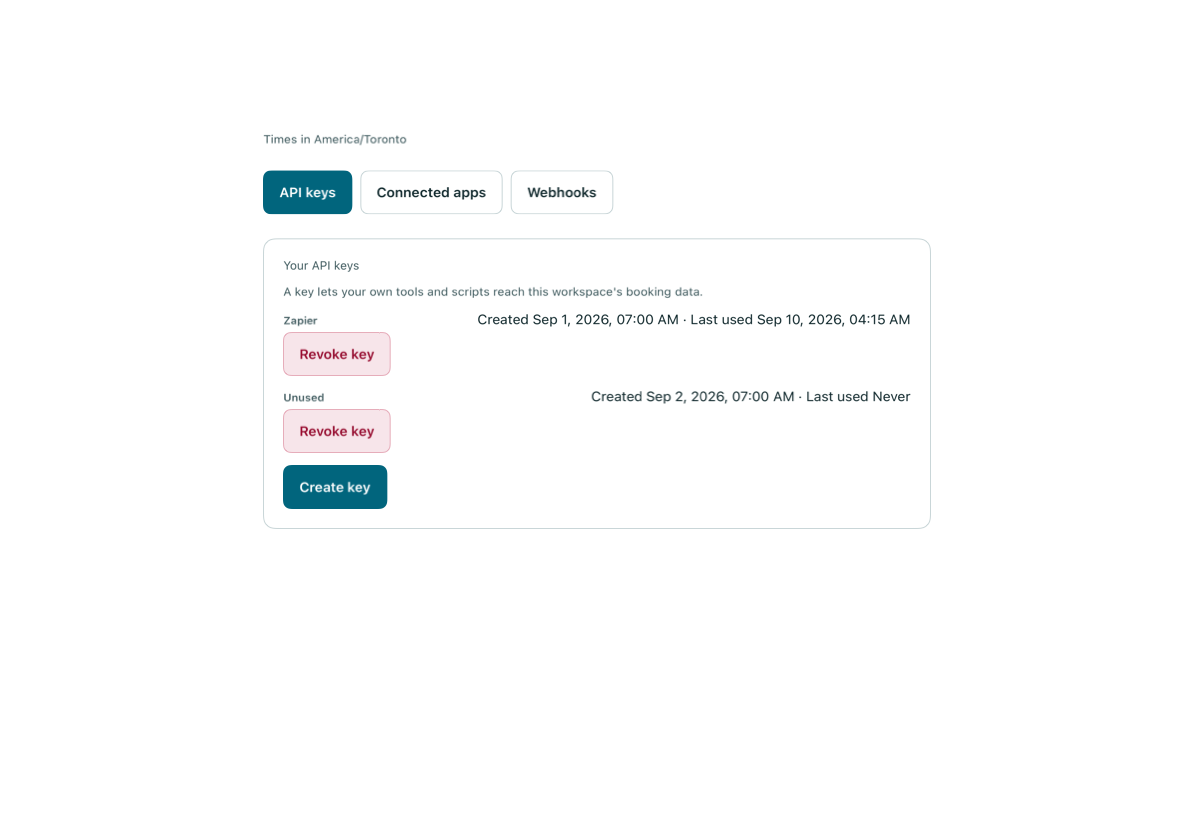 Times in America/Toronto
API keys
Connected apps
Webhooks
Your API keys
A key lets your own tools and scripts reach this workspace's booking data.
Zapier
Created Sep 1, 2026, 07:00 AM · Last used Sep 10, 2026, 04:15 AM
Revoke key
Unused
Created Sep 2, 2026, 07:00 AM · Last used Never
Revoke key
Create key